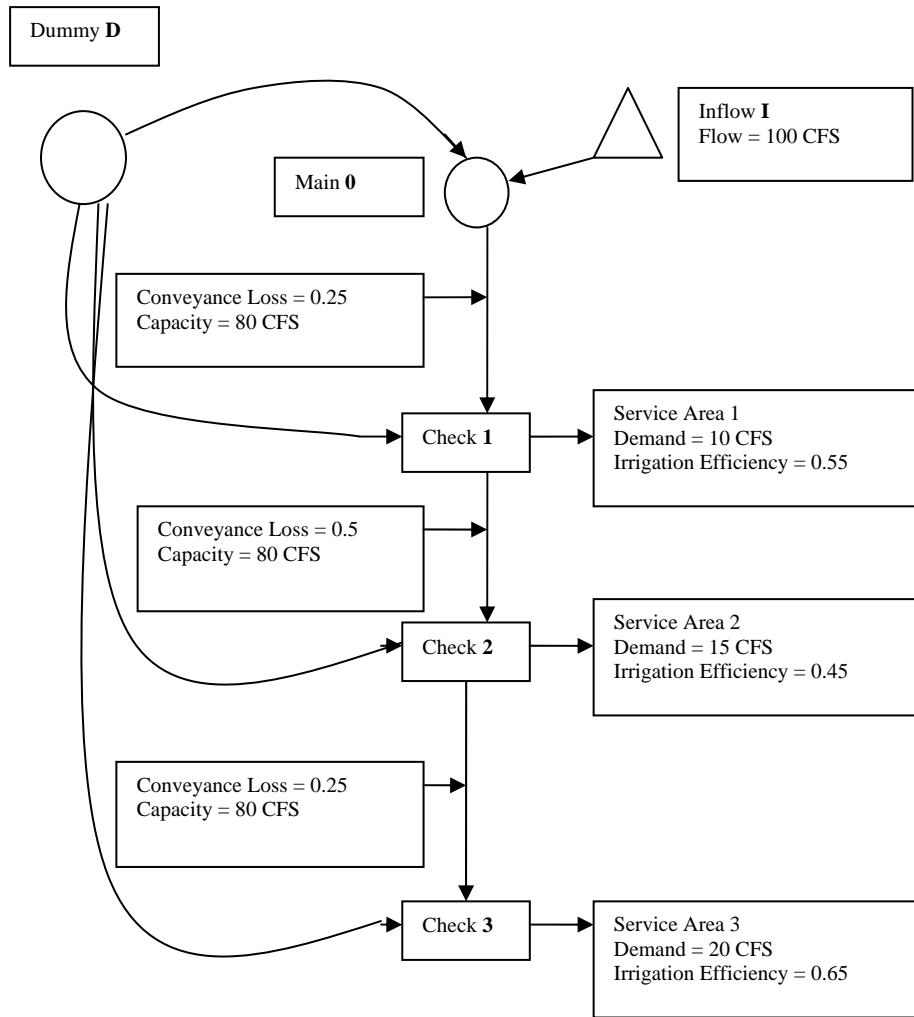 Dummy D
Inflow I
Flow = 100 CFS
Main 0
Conveyance Loss = 0.25
Capacity = 80 CFS
Check 1
Service Area 1
Demand = 10 CFS
Irrigation Efficiency = 0.55
Conveyance Loss = 0.5
Capacity = 80 CFS
Check 2
Service Area 2
Demand = 15 CFS
Irrigation Efficiency = 0.45
Conveyance Loss = 0.25
Capacity = 80 CFS
Check 3
Service Area 3
Demand = 20 CFS
Irrigation Efficiency = 0.65